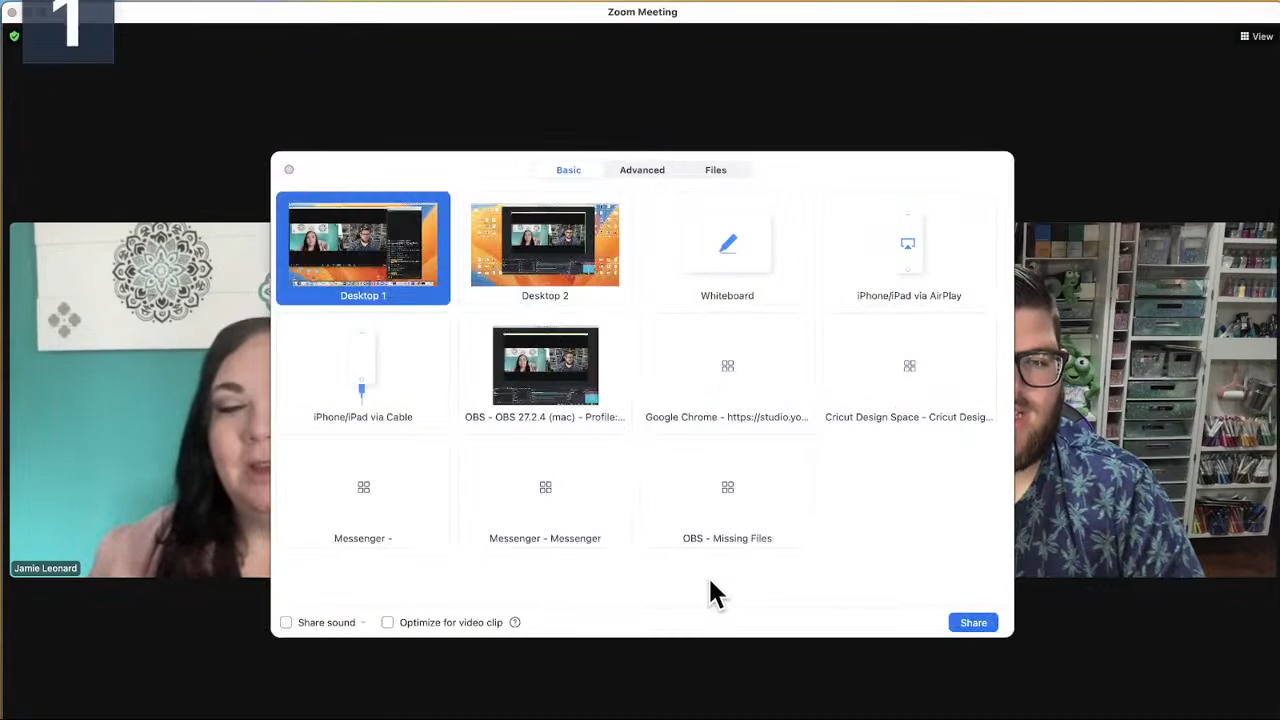 Zoom Meeting
1
View
Basic
Advanced
Files
Desktop 1
Desktop 2
Whiteboard
iPhone/iPad via AirPlay
iPhone/iPad via Cable
OBS - OBS 27.2.4 (mac) - Profile:...
Google Chrome - https://studio.yo...
Cricut Design Space - Cricut Desig...
Messenger -
Messenger - Messenger
OBS - Missing Files
Jamie Leonard
Share sound
Optimize for video clip
?
Share